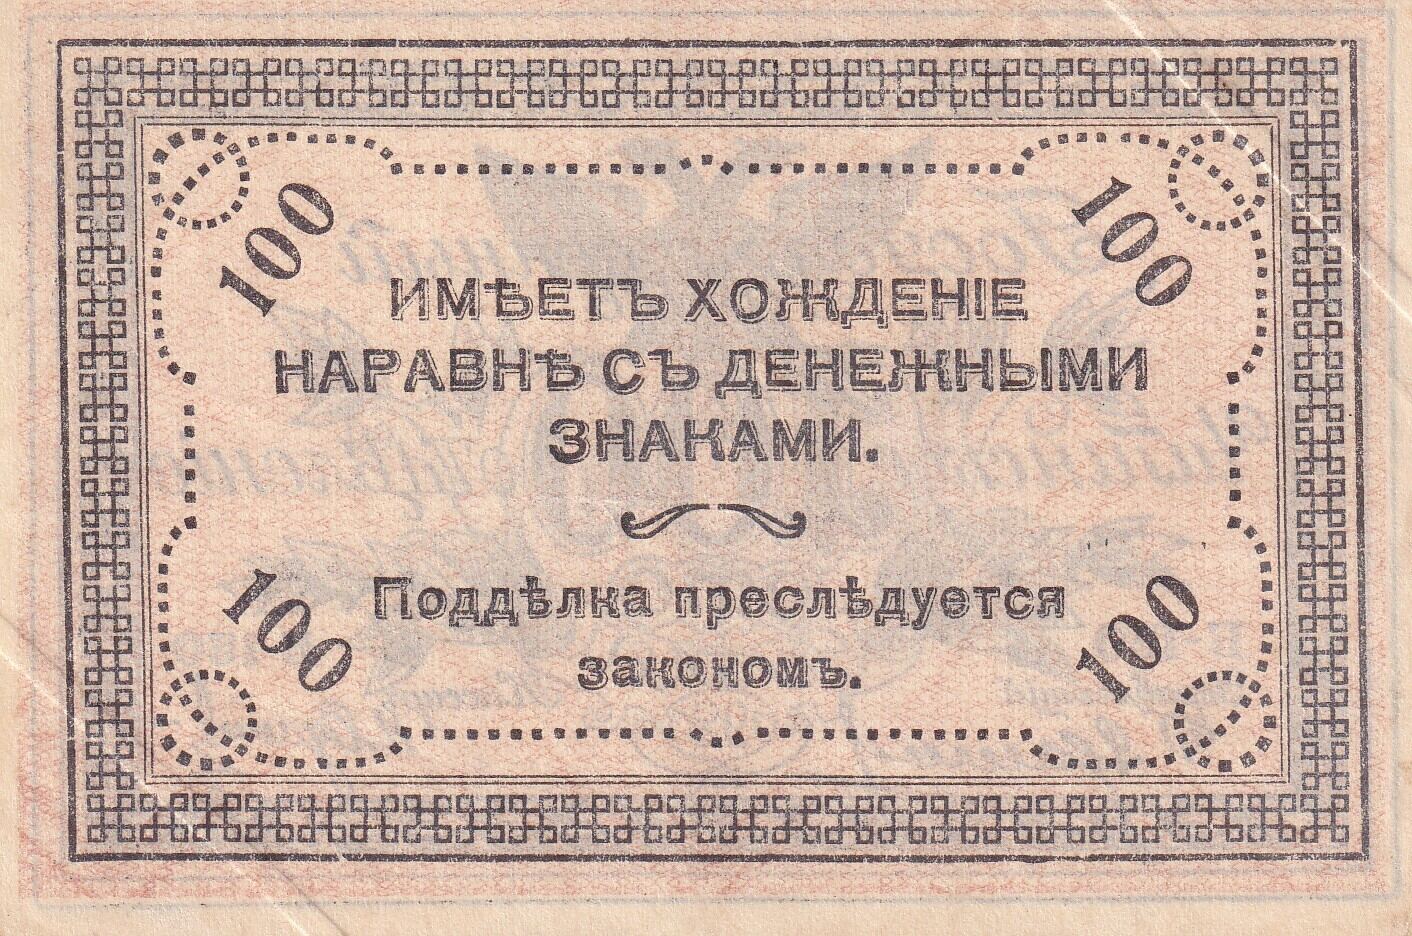 100 100
ИМѢЕТЪ ХОЖДЕНІЕ
НАРАВНѢ СЪ ДЕНЕЖНЫМИ
ЗНАКАМИ.
Поддѣлка преслѣдуется
закономъ.
100 100